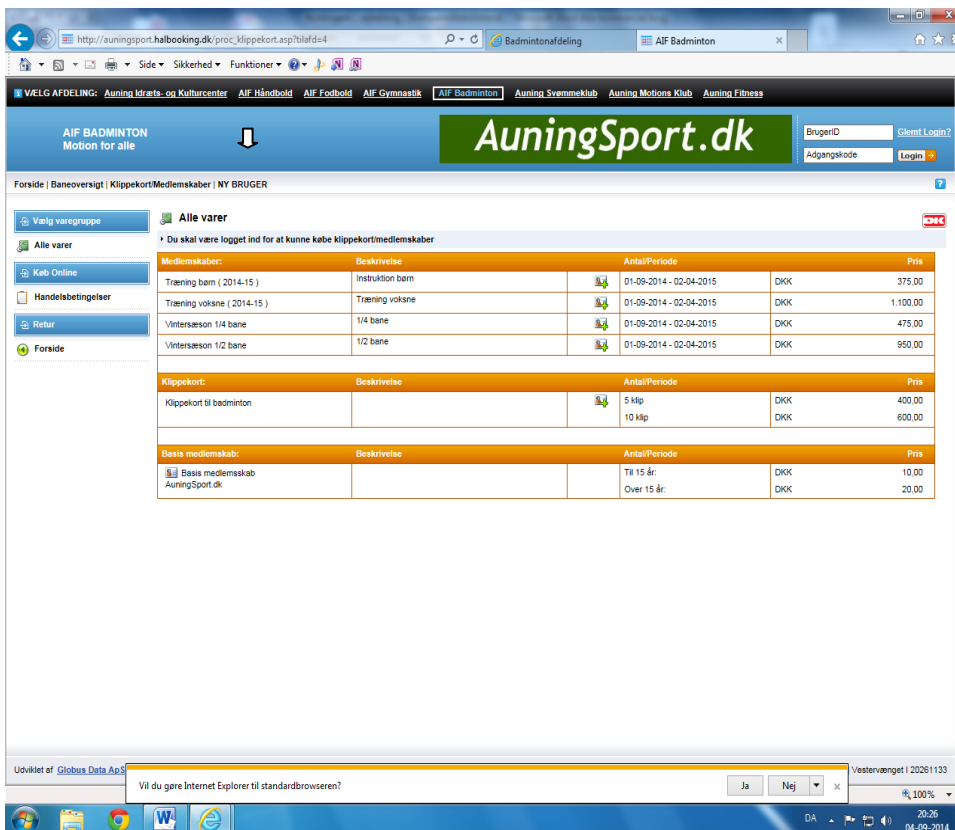 http://auningsport.halbooking.dk/proc_klippekort.asp?tilafd=4
Badmintonafdeling
AIF Badminton
Side Sikkerhed Funktioner
VÆLG AFDELING: Auning Idræts- og Kulturcenter AIF Håndbold AIF Fodbold AIF Gymnastik AIF Badminton Auning Svømmeklub Auning Motions Klub Auning Fitness
AIF BADMINTON
Motion for alle
AuningSport.dk
BrugerID Glemt Login?
Adgangskode Login
Forside | Baneoversigt | Klippekort/Medlemskaber | NY BRUGER
?
Vælg varegruppe
Alle varer
Køb Online
Handelsbetingelser
Retur
Forside
Alle varer
DK
Du skal være logget ind for at kunne købe klippekort/medlemskaber
Medlemskaber: Beskrivelse Antal/Periode Pris
Træning børn ( 2014-15 ) Instruktion børn 01-09-2014 - 02-04-2015 DKK 375,00
Træning voksne ( 2014-15 ) Træning voksne 01-09-2014 - 02-04-2015 DKK 1.100,00
Vintersæson 1/4 bane 1/4 bane 01-09-2014 - 02-04-2015 DKK 475,00
Vintersæson 1/2 bane 1/2 bane 01-09-2014 - 02-04-2015 DKK 950,00
Klippekort: Beskrivelse Antal/Periode Pris
Klippekort til badminton 5 klip DKK 400,00
10 klip DKK 600,00
Basis medlemskab: Beskrivelse Antal/Periode Pris
Basis medlemsskab Til 15 år: DKK 10,00
AuningSport.dk Over 15 år: DKK 20,00
Udviklet af Globus Data ApS
Vestervænget I 20261133
Vil du gøre Internet Explorer til standardbrowseren? Ja Nej
100%
DA
20:26
04-09-2014